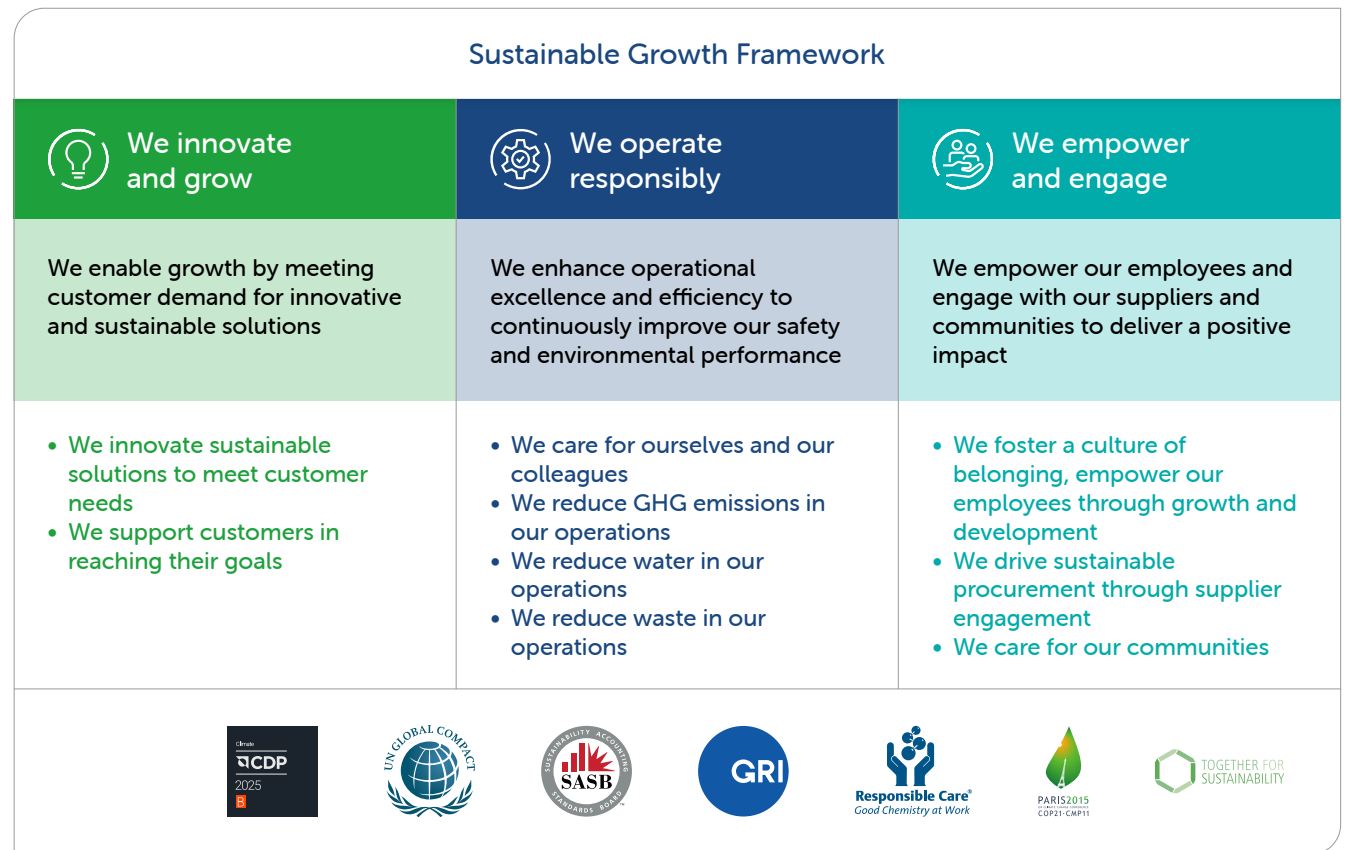 Sustainable Growth Framework
We innovate
and grow
We enable growth by meeting
customer demand for innovative
and sustainable solutions
• We innovate sustainable
solutions to meet customer
needs
• We support customers in
reaching their goals
We operate
responsibly
We enhance operational
excellence and efficiency to
continuously improve our safety
and environmental performance
• We care for ourselves and our
colleagues
• We reduce GHG emissions in
our operations
• We reduce water in our
operations
• We reduce waste in our
operations
We empower
and engage
We empower our employees and
engage with our suppliers and
communities to deliver a positive
impact
• We foster a culture of
belonging, empower our
employees through growth and
development
• We drive sustainable
procurement through supplier
engagement
• We care for our communities
Climate
CDP
2025
B
UN GLOBAL COMPACT
SUSTAINABILITY ACCOUNTING
SASB
STANDARDS BOARD
GRI
Responsible Care®
Good Chemistry at Work
PARIS2015
UN CLIMATE CHANGE CONFERENCE
COP21·CMP11
TOGETHER FOR
SUSTAINABILITY